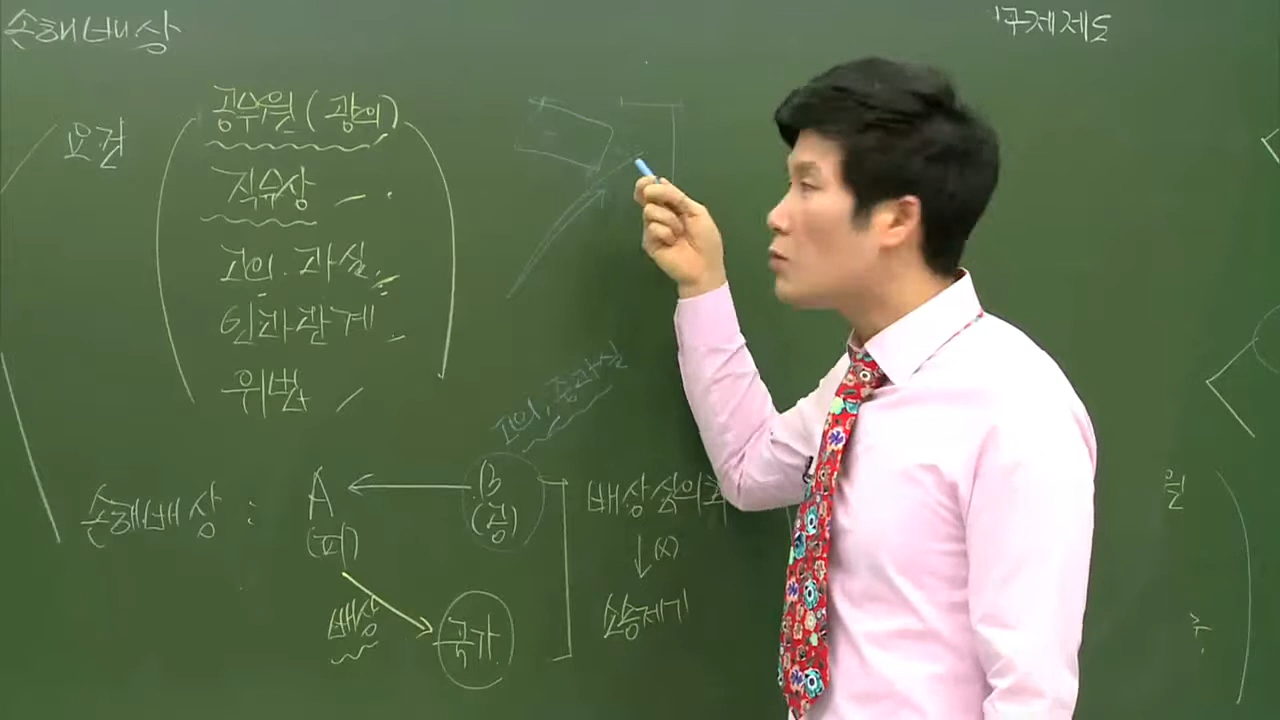 손해배상
구제제도
요건
공무원(광의)
직무상
고의. 과실.
인과관계
위법
고의, 중과실
손해배상 :
A
(피)
B
(공)
배상
국가
배상심의회
(x)
소송제기
원